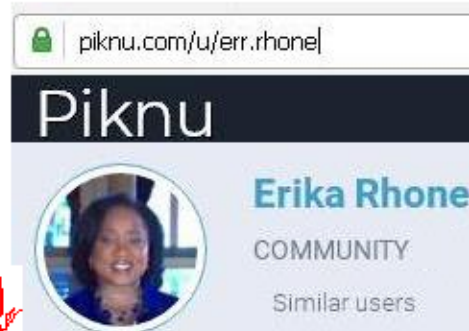 piknu.com/u/err.rhone
Piknu
Erika Rhone
COMMUNITY
Similar users